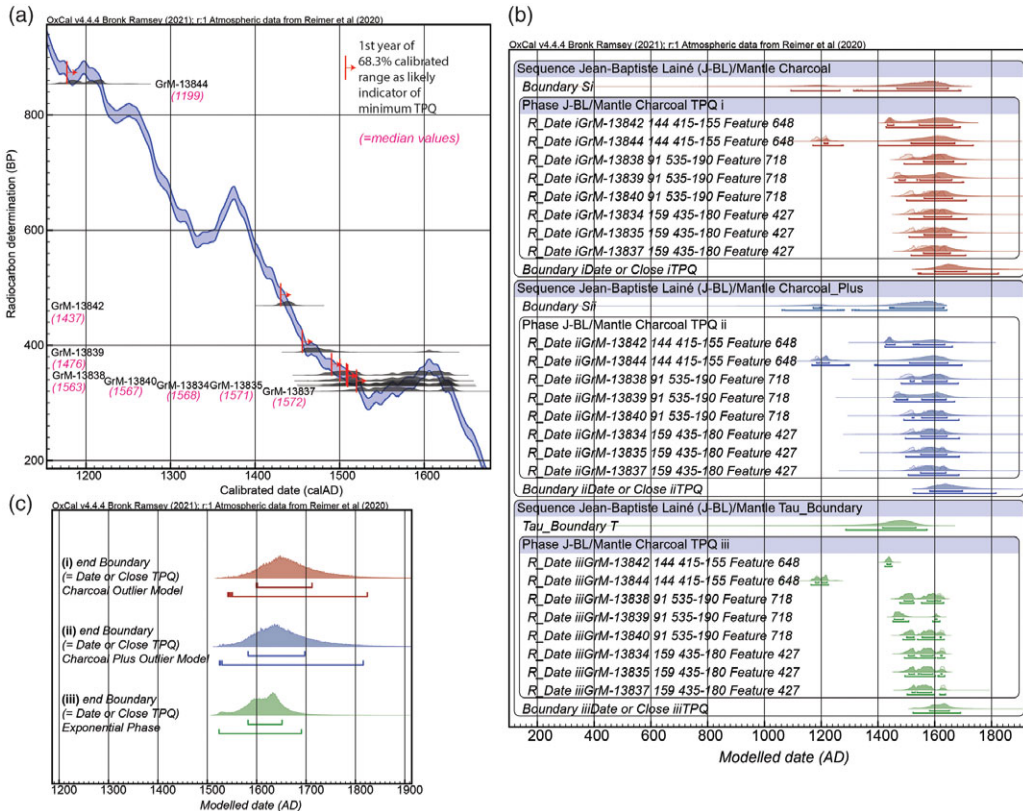 (a)
OxCal v4.4.4 Bronk Ramsey (2021); r:1 Atmospheric data from Reimer et al (2020)
1st year of
68.3% calibrated
range as likely
indicator of
minimum TPQ
(=median values)
GrM-13844
(1199)
GrM-13842
(1437)
GrM-13839
(1476)
GrM-13838
(1563)
GrM-13840
(1567)
GrM-13834
(1568)
GrM-13835
(1571)
GrM-13837
(1572)
Radiocarbon determination (BP)
800
600
400
200
1200 1300 1400 1500 1600
Calibrated date (calAD)
(b)
OxCal v4.4.4 Bronk Ramsey (2021); r:1 Atmospheric data from Reimer et al (2020)
Sequence Jean-Baptiste Lainé (J-BL)/Mantle Charcoal
Boundary Si
Phase J-BL/Mantle Charcoal TPQ i
R_Date iGrM-13842 144 415-155 Feature 648
R_Date iGrM-13844 144 415-155 Feature 648
R_Date iGrM-13838 91 535-190 Feature 718
R_Date iGrM-13839 91 535-190 Feature 718
R_Date iGrM-13840 91 535-190 Feature 718
R_Date iGrM-13834 159 435-180 Feature 427
R_Date iGrM-13835 159 435-180 Feature 427
R_Date iGrM-13837 159 435-180 Feature 427
Boundary iDate or Close iTPQ
Sequence Jean-Baptiste Lainé (J-BL)/Mantle Charcoal_Plus
Boundary Sii
Phase J-BL/Mantle Charcoal TPQ ii
R_Date iiGrM-13842 144 415-155 Feature 648
R_Date iiGrM-13844 144 415-155 Feature 648
R_Date iiGrM-13838 91 535-190 Feature 718
R_Date iiGrM-13839 91 535-190 Feature 718
R_Date iiGrM-13840 91 535-190 Feature 718
R_Date iiGrM-13834 159 435-180 Feature 427
R_Date iiGrM-13835 159 435-180 Feature 427
R_Date iiGrM-13837 159 435-180 Feature 427
Boundary iiDate or Close iiTPQ
Sequence Jean-Baptiste Lainé (J-BL)/Mantle Tau_Boundary
Tau_Boundary T
Phase J-BL/Mantle Charcoal TPQ iii
R_Date iiiGrM-13842 144 415-155 Feature 648
R_Date iiiGrM-13844 144 415-155 Feature 648
R_Date iiiGrM-13838 91 535-190 Feature 718
R_Date iiiGrM-13839 91 535-190 Feature 718
R_Date iiiGrM-13840 91 535-190 Feature 718
R_Date iiiGrM-13834 159 435-180 Feature 427
R_Date iiiGrM-13835 159 435-180 Feature 427
R_Date iiiGrM-13837 159 435-180 Feature 427
Boundary iiiDate or Close iiiTPQ
200 400 600 800 1000 1200 1400 1600 1800
Modelled date (AD)
(c)
OxCal v4.4.4 Bronk Ramsey (2021); r:1 Atmospheric data from Reimer et al (2020)
(i) end Boundary
(= Date or Close TPQ)
Charcoal Outlier Model
(ii) end Boundary
(= Date or Close TPQ)
Charcoal Plus Outlier Model
(iii) end Boundary
(= Date or Close TPQ)
Exponential Phase
1200 1300 1400 1500 1600 1700 1800 1900
Modelled date (AD)